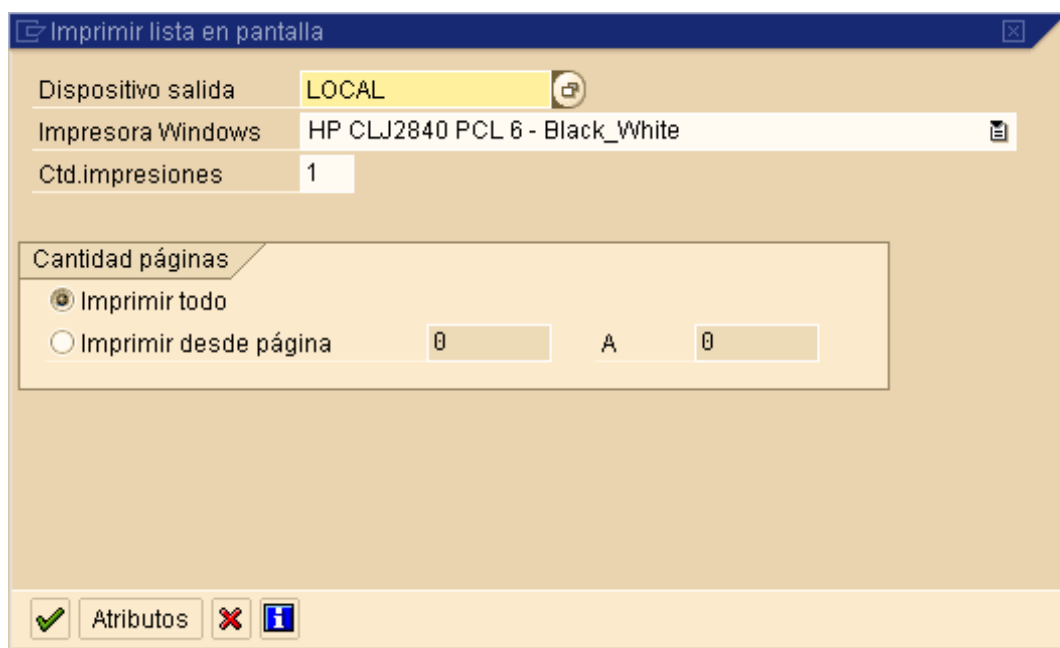 Imprimir lista en pantalla
Dispositivo salida LOCAL
Impresora Windows HP CLJ2840 PCL 6 - Black_White
Ctd.impresiones 1
Cantidad páginas
Imprimir todo
Imprimir desde página 0 A 0
Atributos